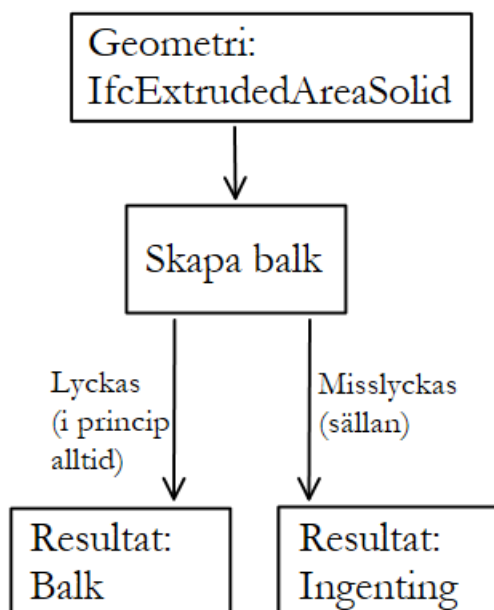 Geometri:
IfcExtrudedAreaSolid
Skapa balk
Lyckas
(i princip
alltid)
Misslyckas
(sällan)
Resultat:
Balk
Resultat:
Ingenting